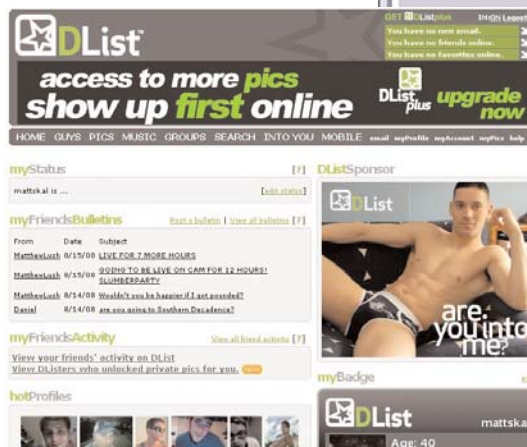 GET DListplus IM:ON Logout
You have no new email.
You have no friends online.
You have no favorites online.
DList™
access to more pics
show up first online
DList plus upgrade now
HOME GUYS PICS MUSIC GROUPS SEARCH INTO YOU MOBILE email myProfile myAccount myPics help
myStatus [?]
mattskal is ... [edit status]
myFriendsBulletins Post a bulletin | View all bulletins [?]
From Date Subject
MatthewLush 8/15/08 LIVE FOR 7 MORE HOURS
MatthewLush 8/15/08 GOING TO BE LIVE ON CAM FOR 12 HOURS!
SLUMBERPARTY
MatthewLush 8/14/08 Wouldn't you be happier if I got pounded?
Daniel 8/14/08 are you going to Southern Decadence?
myFriendsActivity View all friend activity [?]
View your friends' activity on DList
View DListers who unlocked private pics for you.
hotProfiles
DListSponsor
DList
are
you into
me?
myBadge
DList mattskal
Age: 40